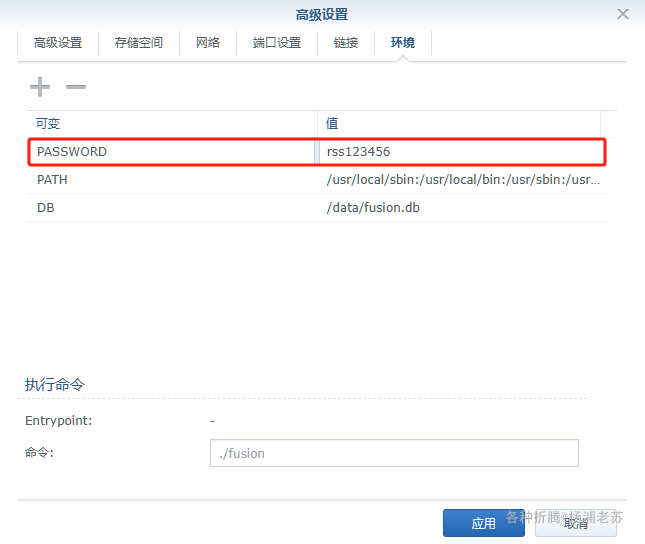 高级设置
高级设置 存储空间 网络 端口设置 链接 环境
可变 值
PASSWORD rss123456
PATH /usr/local/sbin:/usr/local/bin:/usr/sbin:/usr...
DB /data/fusion.db
执行命令
Entrypoint: -
命令: ./fusion
应用 取消
各种折腾@杨浦老苏